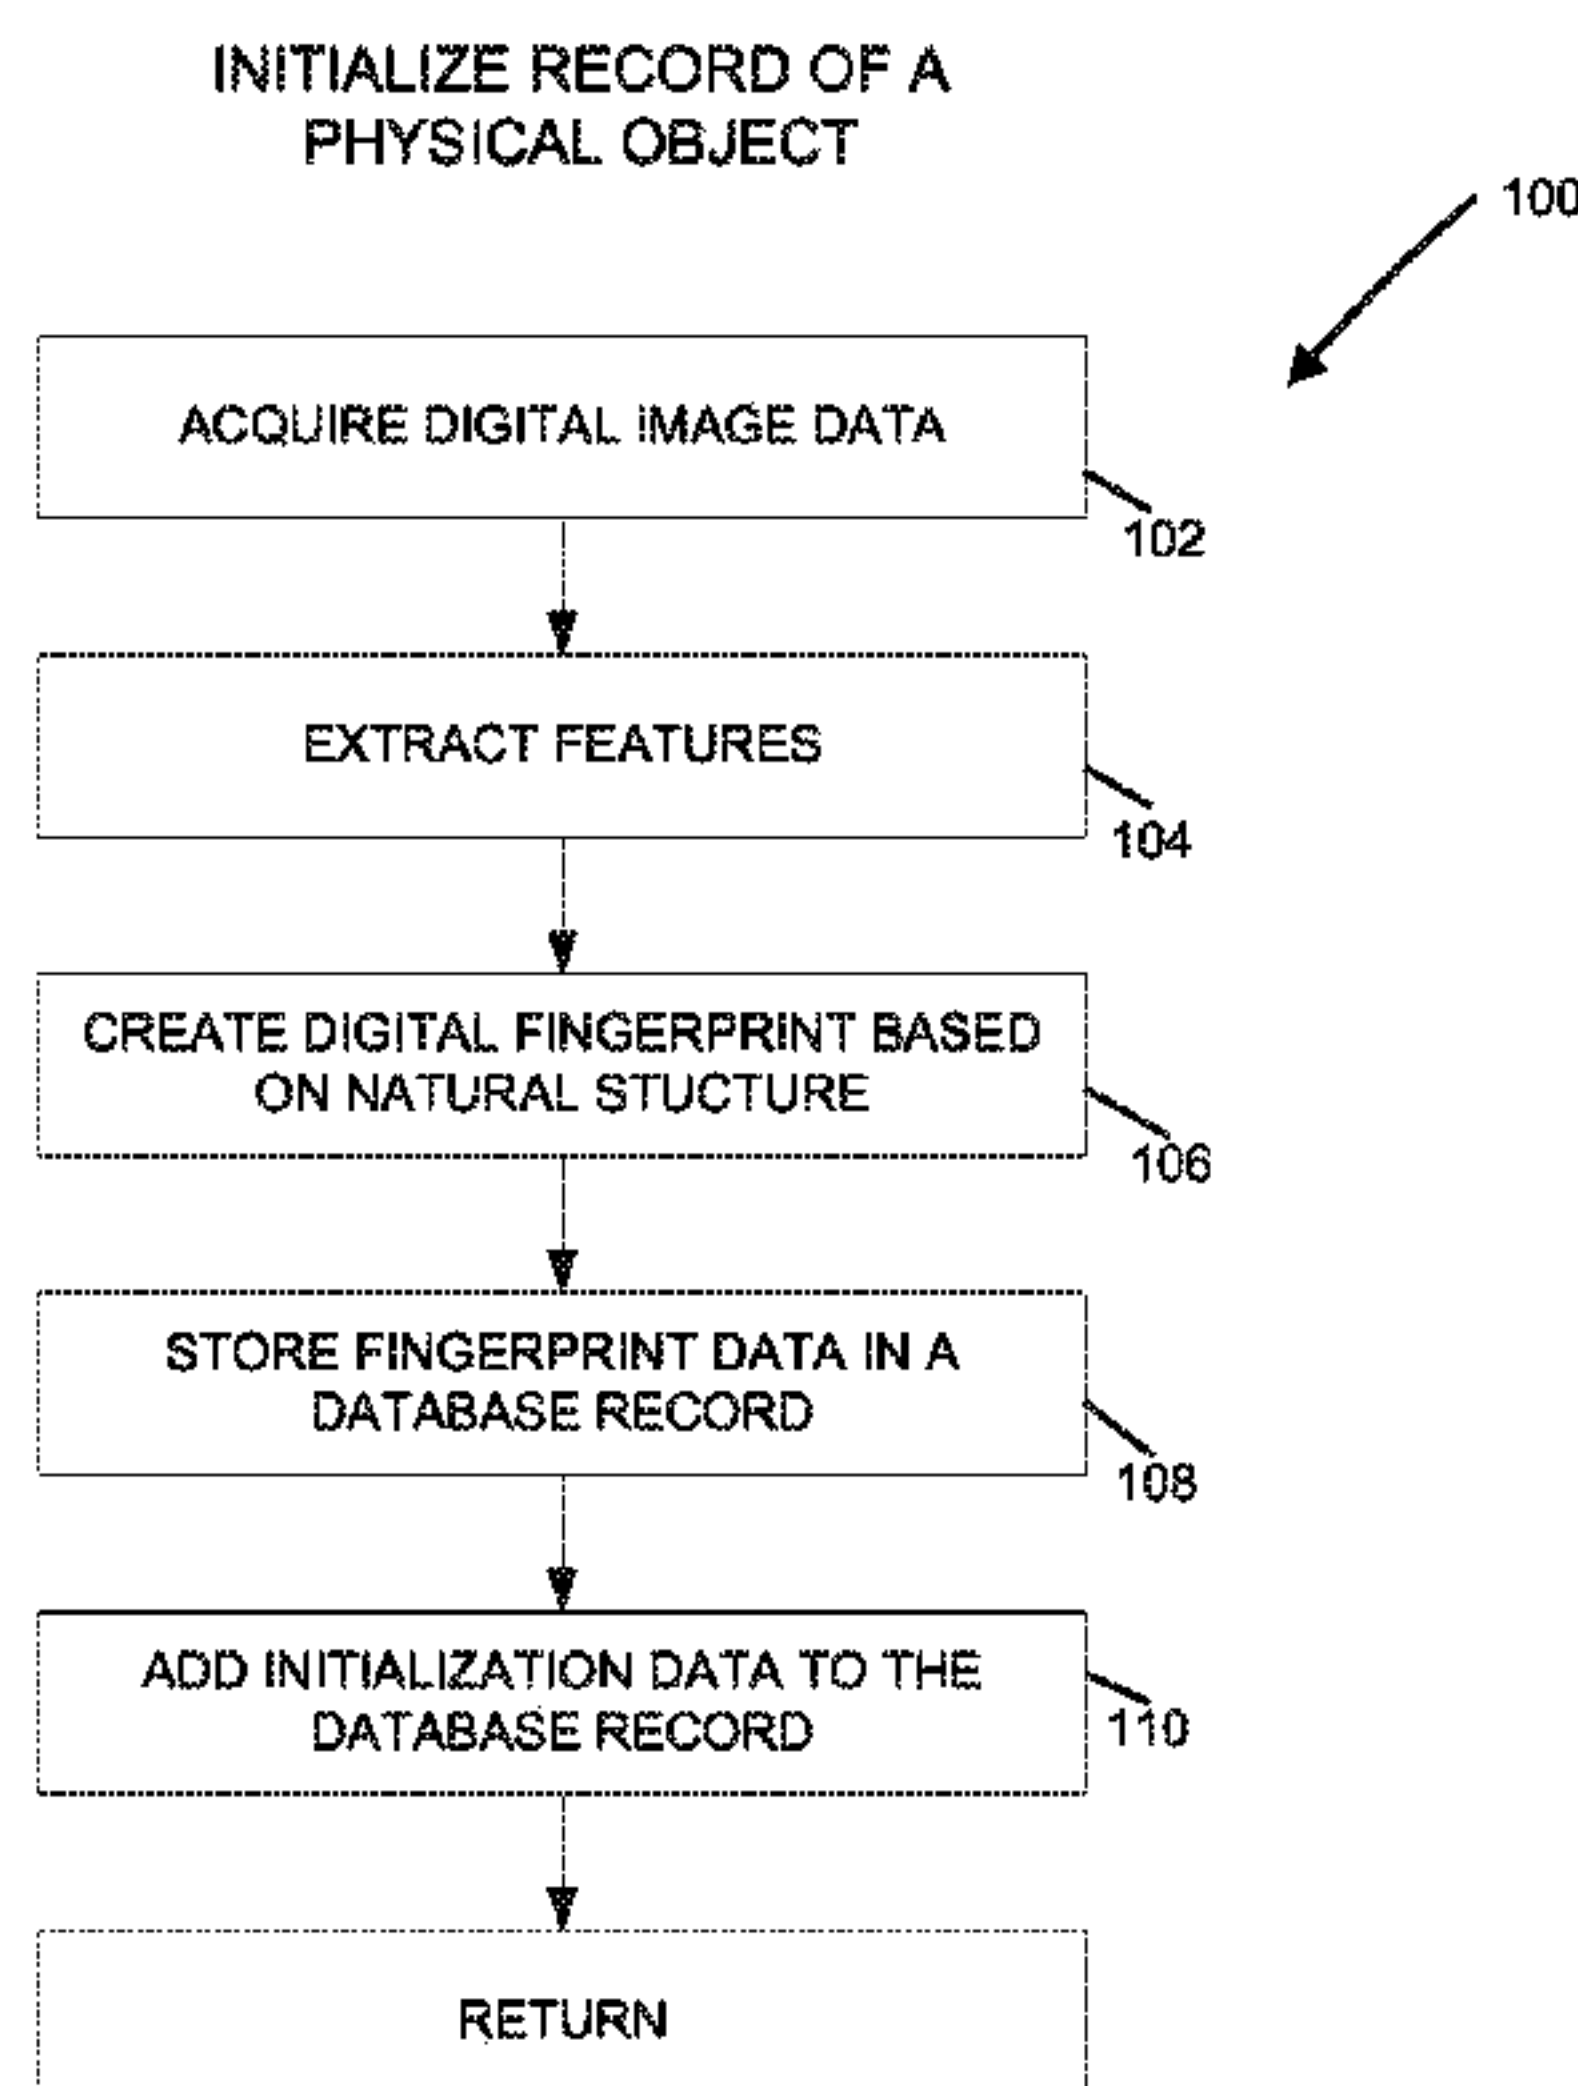 INITIALIZE RECORD OF A
PHYSICAL OBJECT
100
ACQUIRE DIGITAL IMAGE DATA
102
EXTRACT FEATURES
104
CREATE DIGITAL FINGERPRINT BASED
ON NATURAL STUCTURE
106
STORE FINGERPRINT DATA IN A
DATABASE RECORD
108
ADD INITIALIZATION DATA TO THE
DATABASE RECORD
110
RETURN